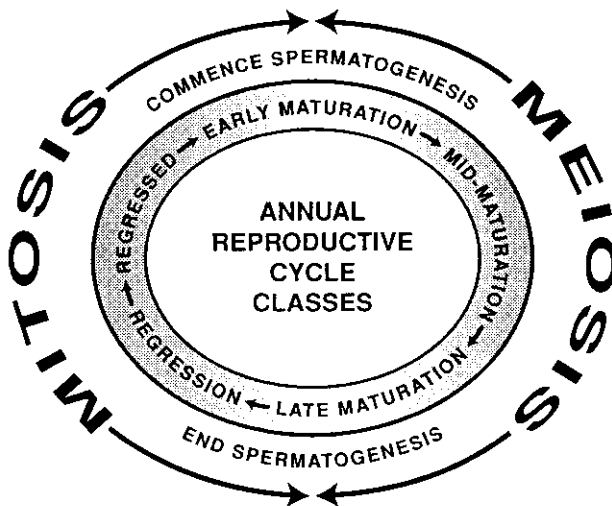 COMMENCE SPERMATOGENESIS
MITOSIS
MEIOSIS
EARLY MATURATION
MID-MATURATION
LATE MATURATION
REGRESSION
REGRESSED
ANNUAL
REPRODUCTIVE
CYCLE
CLASSES
END SPERMATOGENESIS